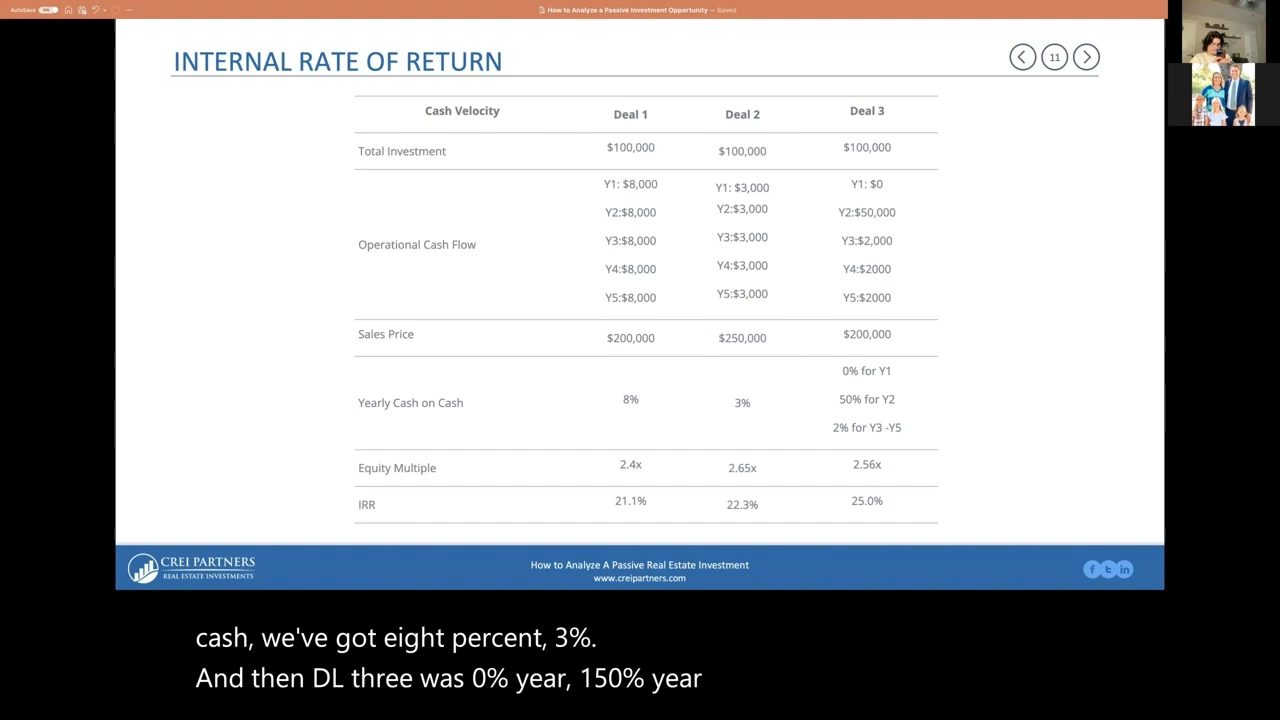 AutoSave ON
How to Analyze a Passive Investment Opportunity — Saved
INTERNAL RATE OF RETURN
11
Cash Velocity Deal 1 Deal 2 Deal 3
Total Investment $100,000 $100,000 $100,000
Y1: $8,000 Y1: $3,000 Y1: $0
Y2:$8,000 Y2:$3,000 Y2:$50,000
Operational Cash Flow Y3:$8,000 Y3:$3,000 Y3:$2,000
Y4:$8,000 Y4:$3,000 Y4:$2000
Y5:$8,000 Y5:$3,000 Y5:$2000
Sales Price $200,000 $250,000 $200,000
0% for Y1
Yearly Cash on Cash 8% 3% 50% for Y2
2% for Y3 -Y5
Equity Multiple 2.4x 2.65x 2.56x
IRR 21.1% 22.3% 25.0%
CREI PARTNERS
REAL ESTATE INVESTMENTS
How to Analyze A Passive Real Estate Investment
www.creipartners.com
f t in
cash, we've got eight percent, 3%.
And then DL three was 0% year, 150% year